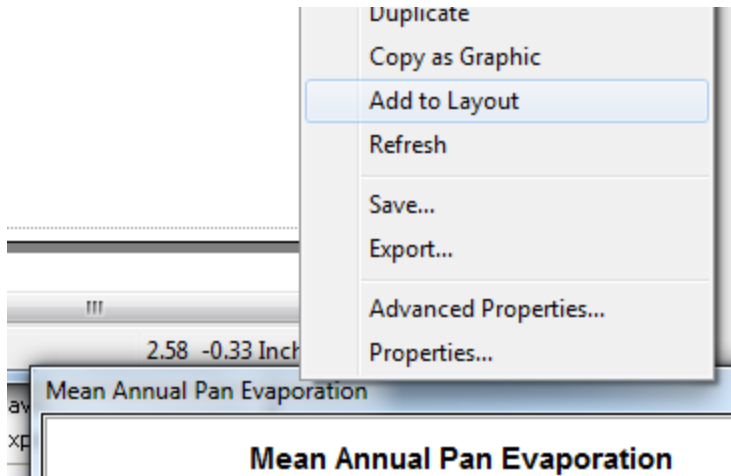 Duplicate
Copy as Graphic
Add to Layout
Refresh
Save...
Export...
Advanced Properties...
2.58 -0.33 Inch
Properties...
Mean Annual Pan Evaporation
Mean Annual Pan Evaporation